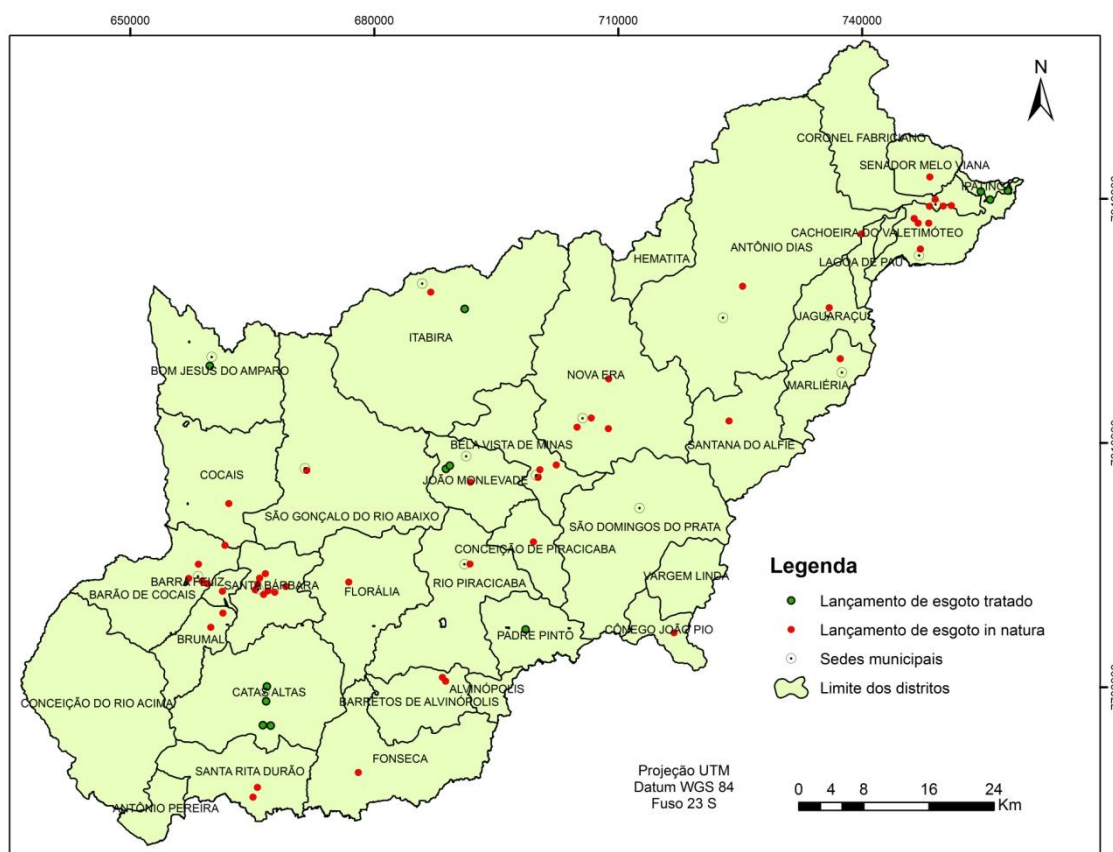 650000
680000
710000
740000
N
CORONEL FABRICIANO
SENADOR MELO VIANA
IPATINGA
CACHOEIRA DO VALETIMÓTEO
ANTÔNIO DIAS
HEMATITA
LAGOA DE PAU
JAGUARAÇU
ITABIRA
BOM JESUS DO AMPARO
NOVA ERA
MARLIÉRIA
BELA VISTA DE MINAS
SANTANA DO ALFIÉ
COCAIS
JOÃO MONLEVADE
SÃO GONÇALO DO RIO ABAIXO
SÃO DOMINGOS DO PRATA
CONCEIÇÃO DE PIRACICABA
BARRA FELIZ
SANTA BÁRBARA
FLORÁLIA
RIO PIRACICABA
VARGEM LINDA
BARÃO DE COCAIS
BRUMAL
PADRE PINTO
CÔNEGO JOÃO PIO
CATAS ALTAS
ALVINÓPOLIS
CONCEIÇÃO DO RIO ACIMA
BARRETOS DE ALVINÓPOLIS
FONSECA
SANTA RITA DURÃO
ANTÔNIO PEREIRA
Legenda
Lançamento de esgoto tratado
Lançamento de esgoto in natura
Sedes municipais
Limite dos distritos
Projeção UTM
Datum WGS 84
Fuso 23 S
0 4 8 16 24
Km